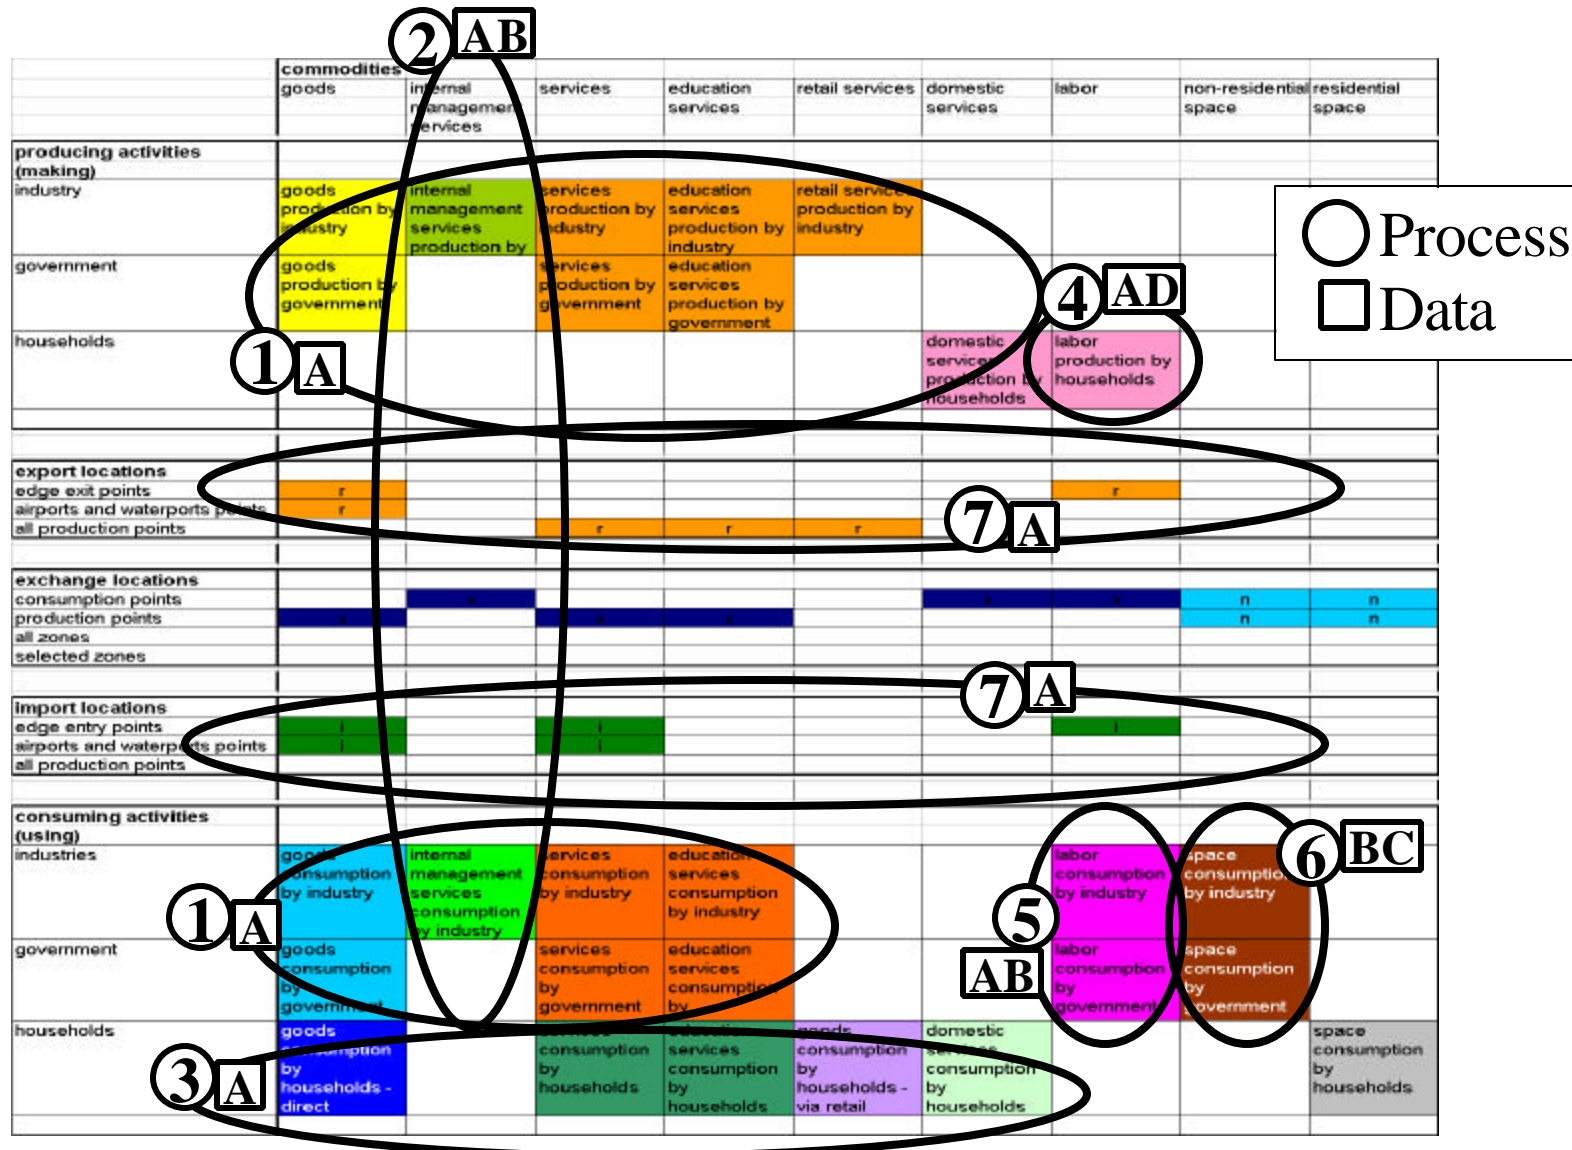 2 AB
commodities
goods internal management services services education services retail services domestic services labor non-residential space residential space
producing activities (making)
industry goods production by industry internal management services production by services production by industry education services production by industry retail services production by industry
government goods production by government services production by government education services production by government
4 AD
households domestic services production by households labor production by households
1 A
Process
Data
export locations
edge exit points r r
airports and waterports points r
all production points r r r
7 A
exchange locations
consumption points x x x n n
production points x x x n n
all zones
selected zones
7 A
import locations
edge entry points i i i
airports and waterports points i i
all production points
consuming activities (using)
industries goods consumption by industry internal management services consumption by industry services consumption by industry education services consumption by industry labor consumption by industry space consumption by industry
6 BC
1 A
5 AB
government goods consumption by government services consumption by government education services consumption by labor consumption by government space consumption by government
households goods consumption by households - direct services consumption by households education services consumption by households goods consumption by households - via retail domestic services consumption by households space consumption by households
3 A